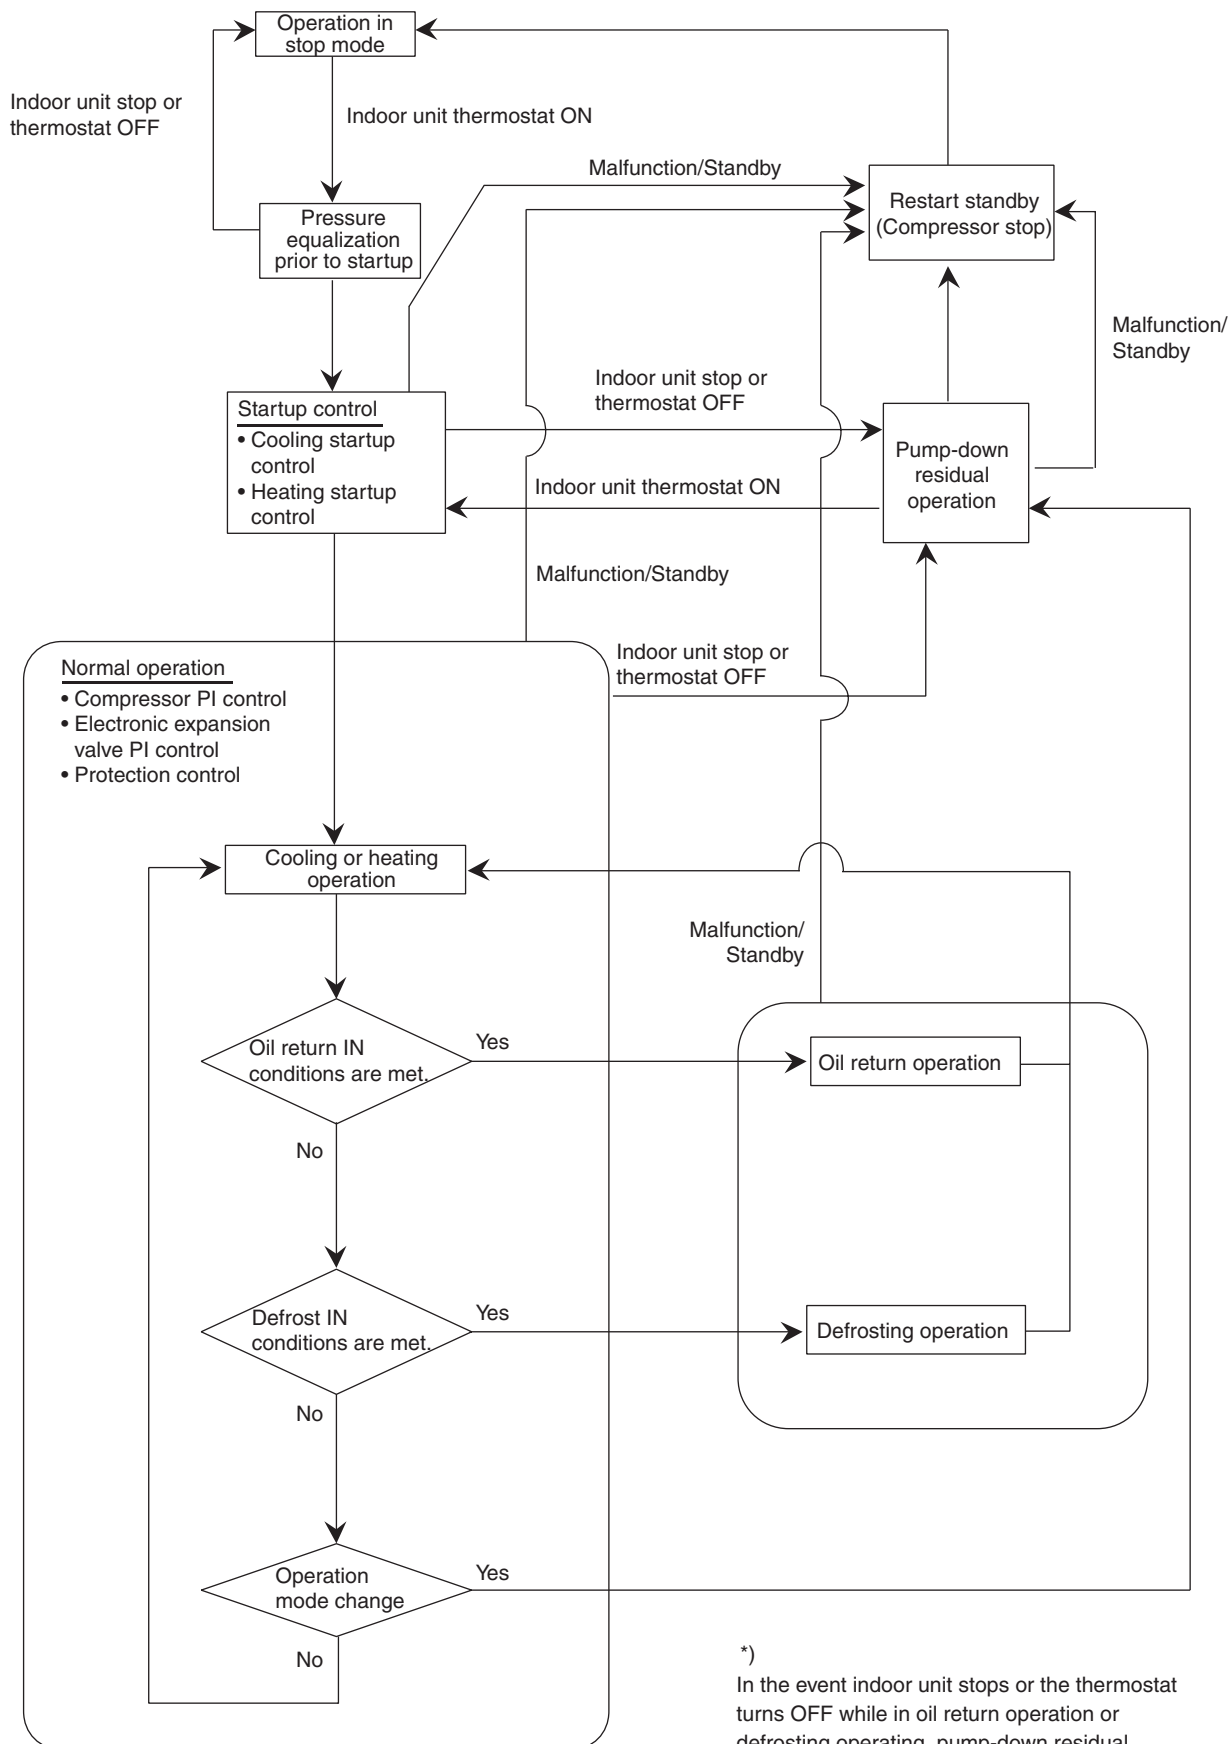 Operation in
stop mode
Indoor unit stop or
thermostat OFF
Indoor unit thermostat ON
Malfunction/Standby
Restart standby
(Compressor stop)
Pressure
equalization
prior to startup
Malfunction/
Standby
Indoor unit stop or
thermostat OFF
Startup control
• Cooling startup
control
• Heating startup
control
Pump-down
residual
operation
Indoor unit thermostat ON
Malfunction/Standby
Indoor unit stop or
thermostat OFF
Normal operation
• Compressor PI control
• Electronic expansion
valve PI control
• Protection control
Cooling or heating
operation
Malfunction/
Standby
Oil return IN
conditions are met.
Yes
Oil return operation
No
Defrost IN
conditions are met.
Yes
Defrosting operation
No
Operation
mode change
Yes
No
*)
In the event indoor unit stops or the thermostat
turns OFF while in oil return operation or
defrosting operating, pump-down residual